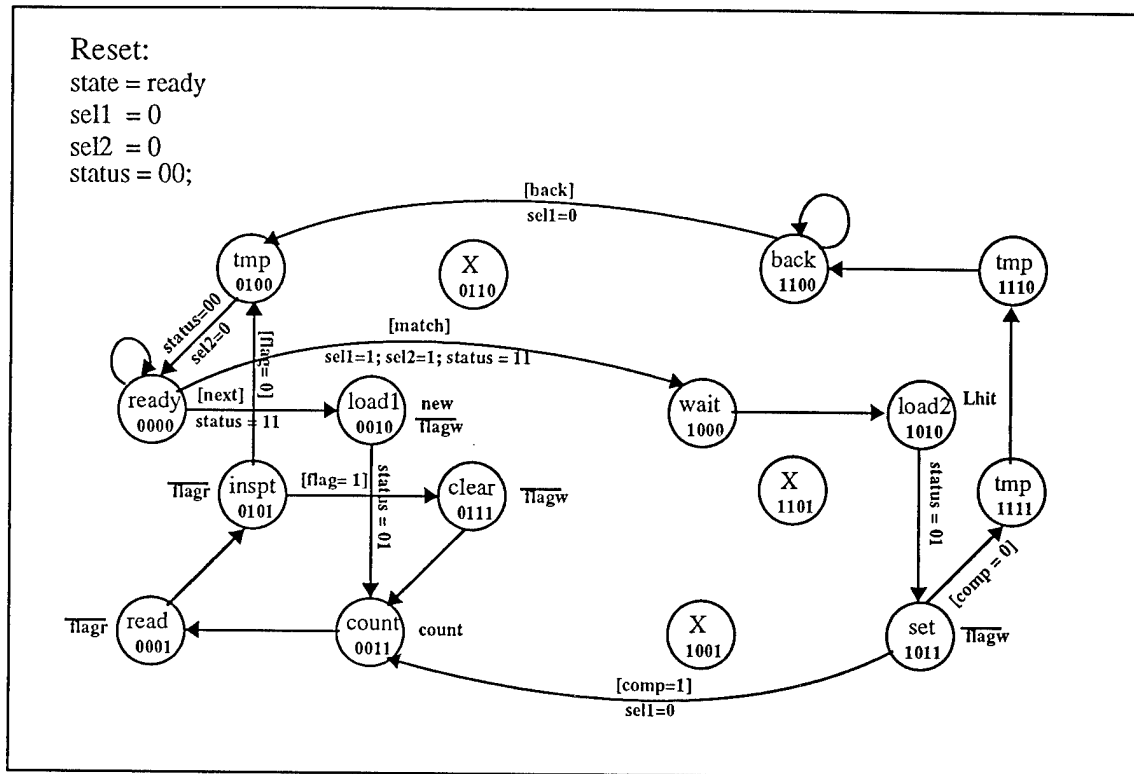 Reset:
state = ready
sel1 = 0
sel2 = 0
status = 00;
[back]
sel1=0
tmp
0100
X
0110
back
1100
tmp
1110
status=00
sel2=0
[flag= 0]
[match]
sel1=1; sel2=1; status = 11
ready
0000
[next]
status = 11
load1
0010
new
flagw
wait
1000
load2
1010
Lhit
flagr
inspt
0101
[flag= 1]
status = 01
clear
0111
flagw
X
1101
status = 01
tmp
1111
[comp = 0]
flagr
read
0001
count
0011
count
X
1001
set
1011
flagw
[comp=1]
sel1=0